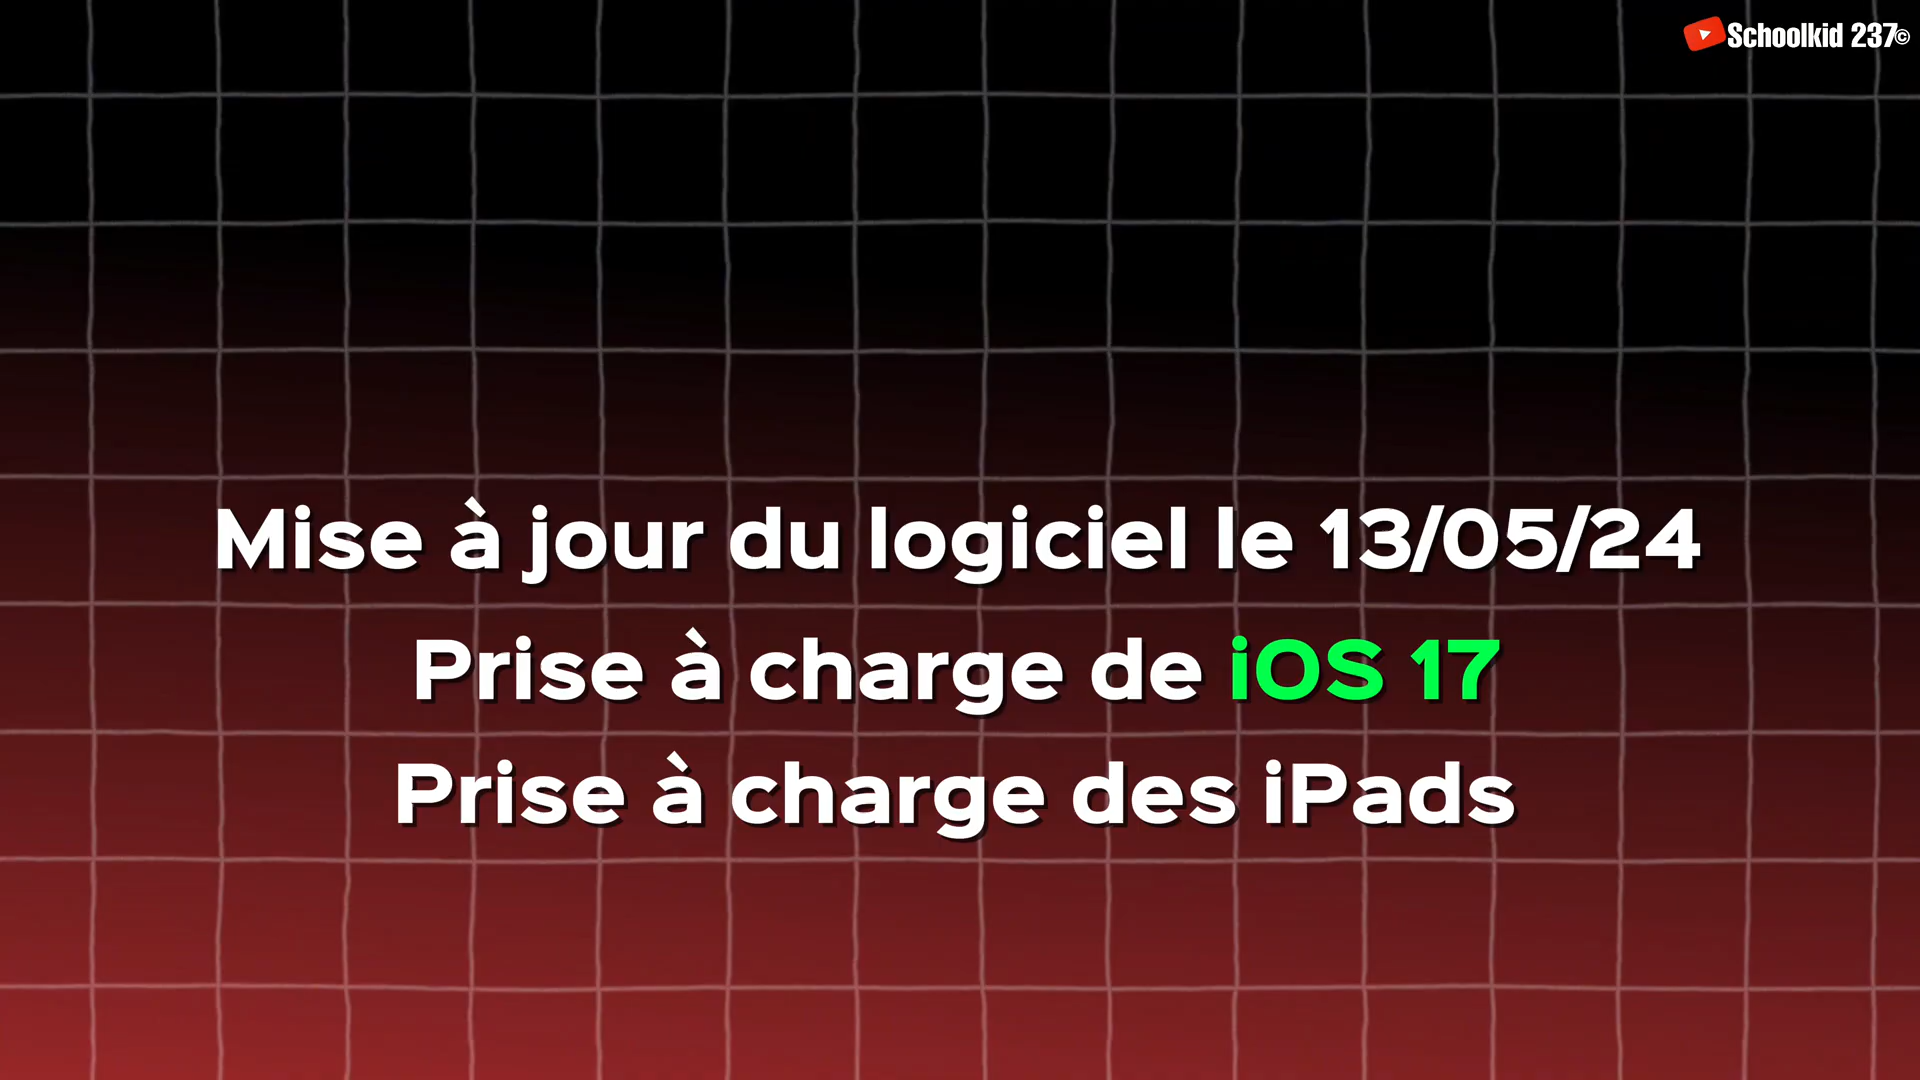 Schoolkid 237©
Mise à jour du logiciel le 13/05/24
Prise à charge de iOS 17
Prise à charge des iPads